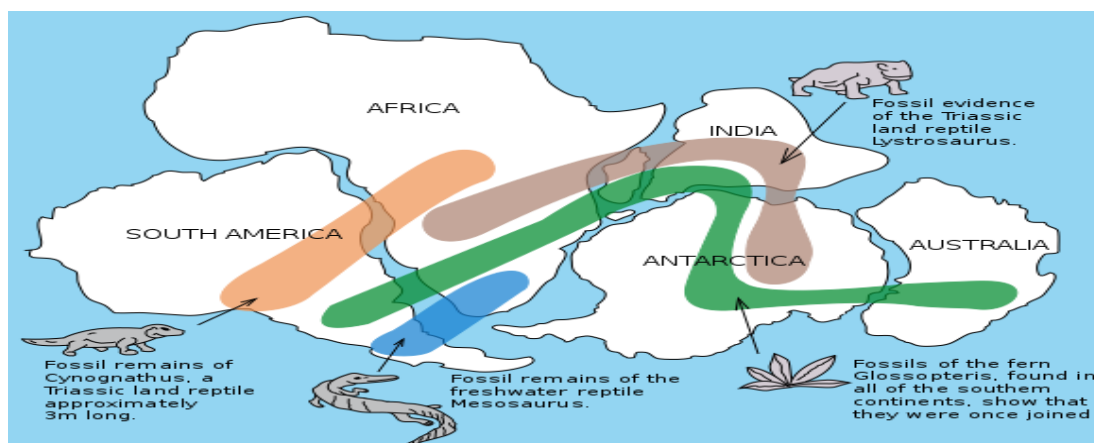 AFRICA
INDIA
Fossil evidence
of the Triassic
land reptile
Lystrosaurus.
SOUTH AMERICA
ANTARCTICA
AUSTRALIA
Fossil remains of
Cynognathus, a
Triassic land reptile
approximately
3m long.
Fossil remains of the
freshwater reptile
Mesosaurus.
Fossils of the fern
Glossopteris, found in
all of the southern
continents, show that
they were once joined